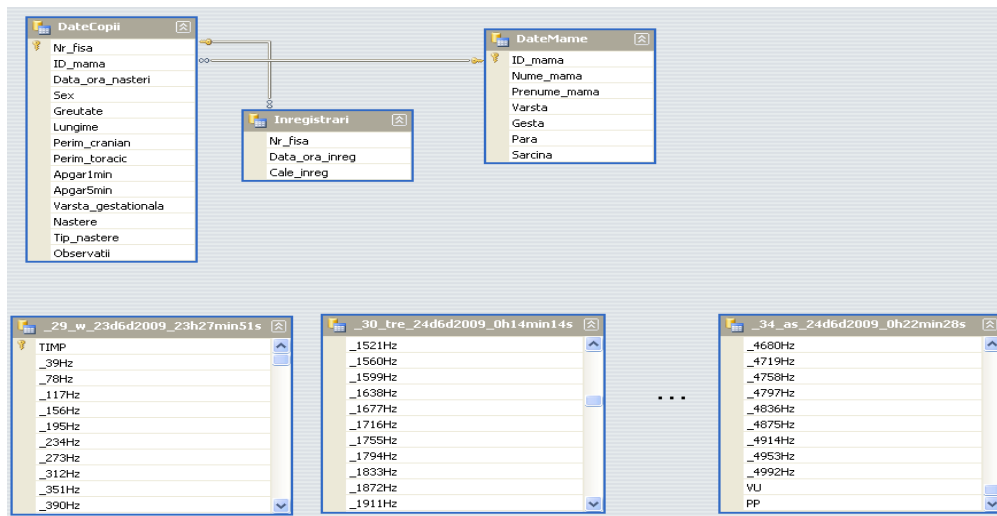 DateCopii
Nr_fisa
ID_mama
Data_ora_nasteri
Sex
Greutate
Lungime
Perim_cranian
Perim_toracic
Apgar1min
Apgar5min
Varsta_gestationala
Nastere
Tip_nastere
Observatii
Inregistrari
Nr_fisa
Data_ora_inreg
Cale_inreg
DateMame
ID_mama
Nume_mama
Prenume_mama
Varsta
Gesta
Para
Sarcina
_29_w_23d6d2009_23h27min51s
TIMP
_39Hz
_78Hz
_117Hz
_156Hz
_195Hz
_234Hz
_273Hz
_312Hz
_351Hz
_390Hz
_30_tre_24d6d2009_0h14min14s
_1521Hz
_1560Hz
_1599Hz
_1638Hz
_1677Hz
_1716Hz
_1755Hz
_1794Hz
_1833Hz
_1872Hz
_1911Hz
...
_34_as_24d6d2009_0h22min28s
_4680Hz
_4719Hz
_4758Hz
_4797Hz
_4836Hz
_4875Hz
_4914Hz
_4953Hz
_4992Hz
VU
PP